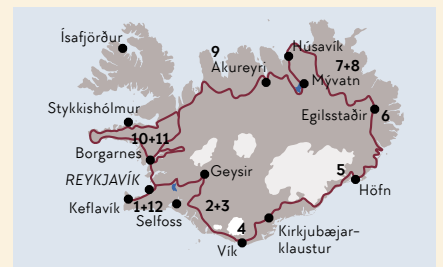 Ísafjörður
9
Akureyri
Húsavík
7+8
Mývatn
Stykkishólmur
Egilsstaðir
6
10+11
Borgarnes
REYKJAVÍK
Geysir
5
Höfn
Keflavík
1+12
Selfoss
2+3
4
Vík
Kirkjubæjar-
klaustur